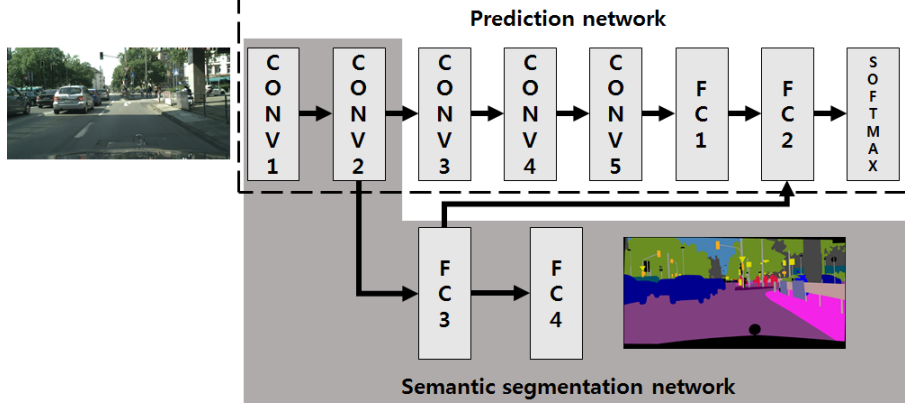 Prediction network
CONV1
CONV2
CONV3
CONV4
CONV5
FC1
FC2
SOFTMAX
FC3
FC4
Semantic segmentation network